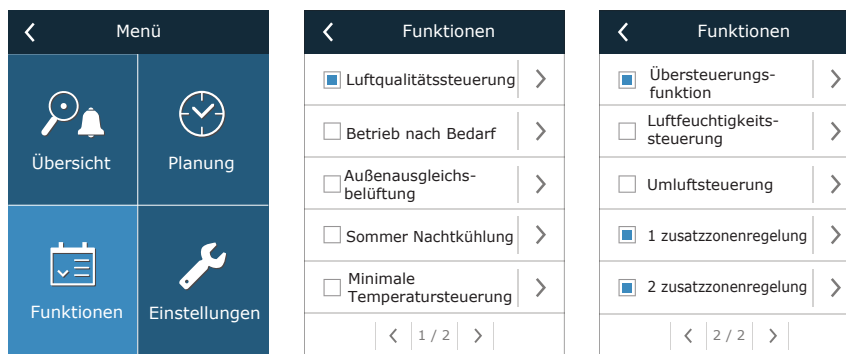 Menü
Übersicht
Planung
Funktionen
Einstellungen
Funktionen
Luftqualitätssteuerung
Betrieb nach Bedarf
Außenausgleichs-
belüftung
Sommer Nachtkühlung
Minimale
Temperatursteuerung
1 / 2
Funktionen
Übersteuerungs-
funktion
Luftfeuchtigkeits-
steuerung
Umluftsteuerung
1 zusatzzonenregelung
2 zusatzzonenregelung
2 / 2